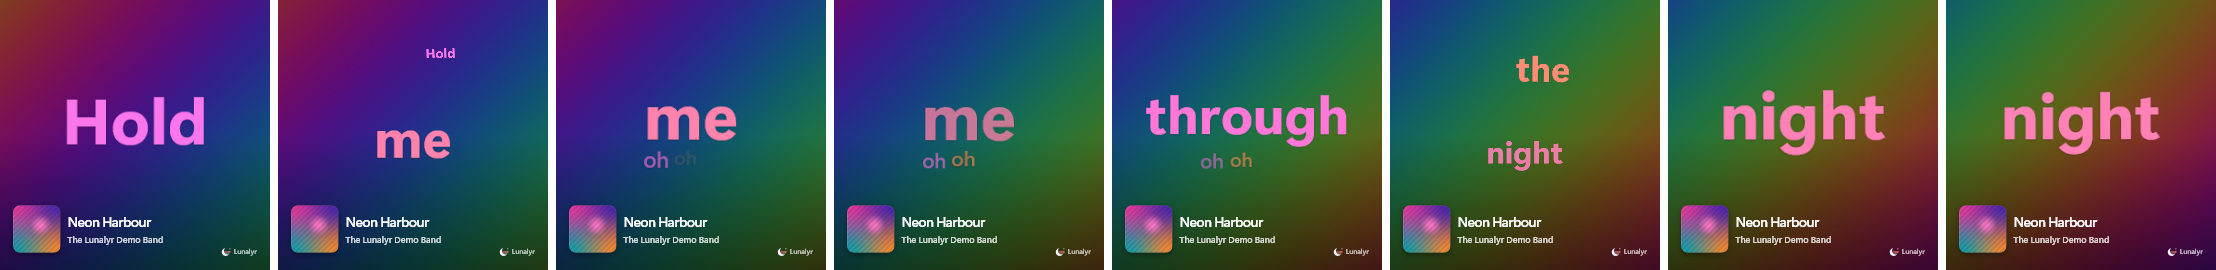 Hold
Neon Harbour
The Lunalyr Demo Band
Lunalyr
Hold
me
Neon Harbour
The Lunalyr Demo Band
Lunalyr
me
oh oh
Neon Harbour
The Lunalyr Demo Band
Lunalyr
me
oh oh
Neon Harbour
The Lunalyr Demo Band
Lunalyr
through
oh oh
Neon Harbour
The Lunalyr Demo Band
Lunalyr
the
night
Neon Harbour
The Lunalyr Demo Band
Lunalyr
night
Neon Harbour
The Lunalyr Demo Band
Lunalyr
night
Neon Harbour
The Lunalyr Demo Band
Lunalyr